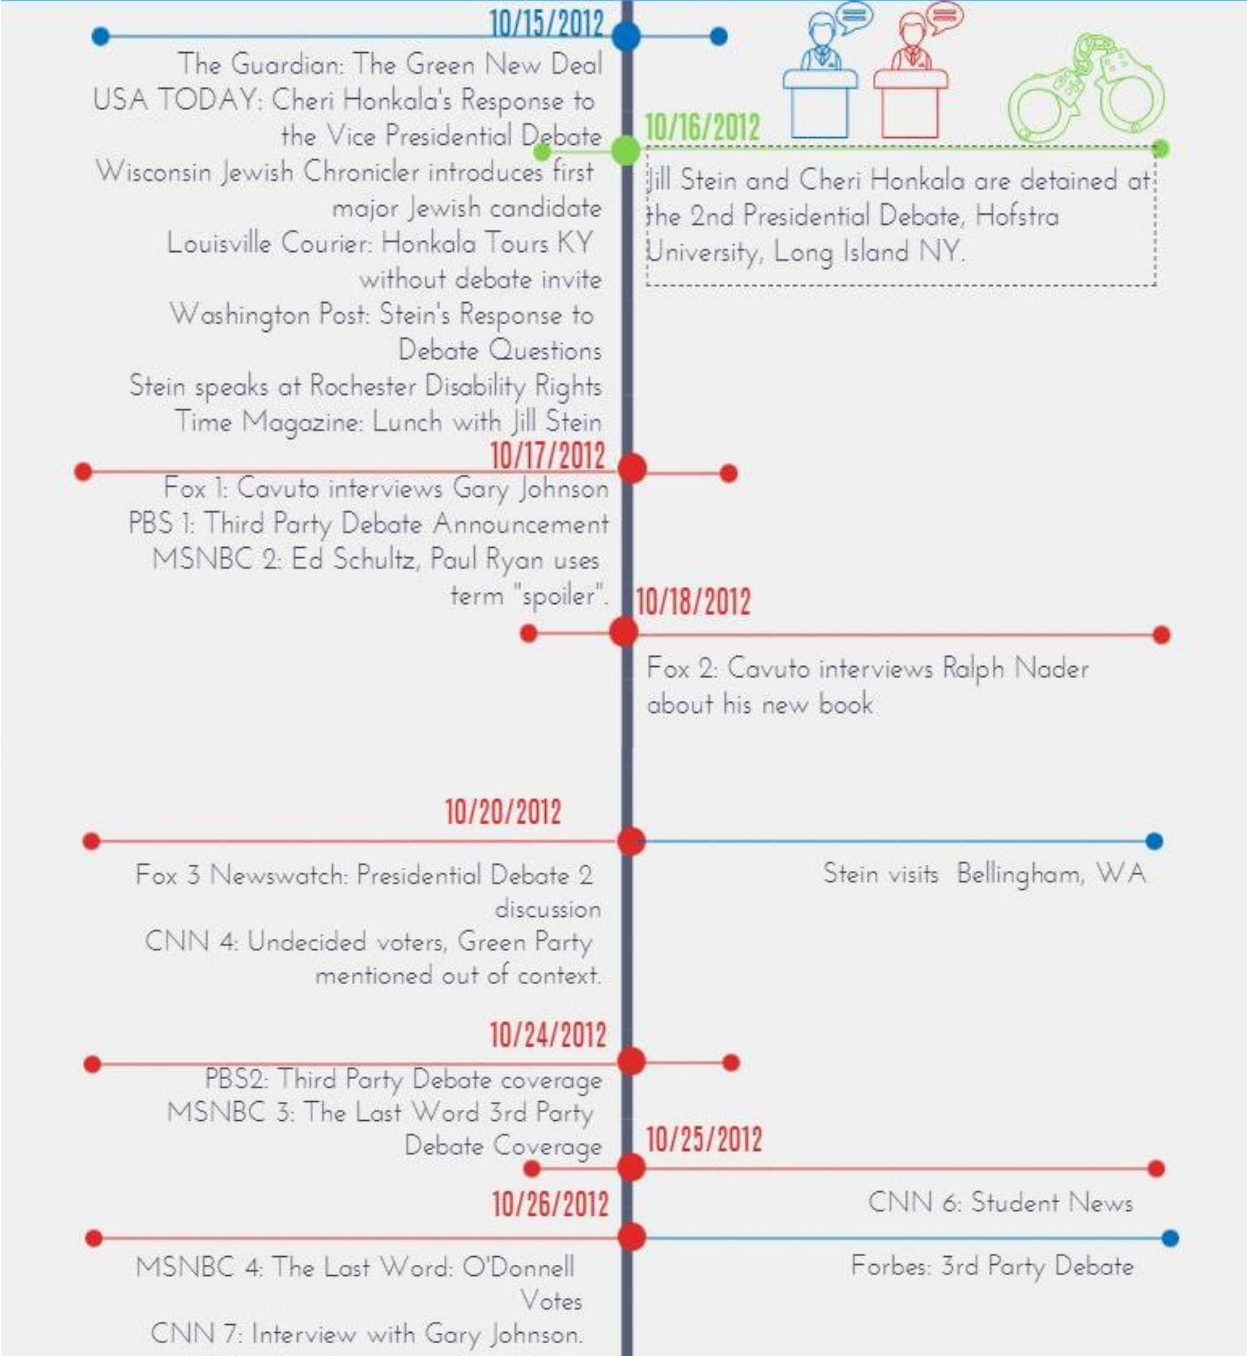 10/15/2012
The Guardian: The Green New Deal
USA TODAY: Cheri Honkala's Response to
the Vice Presidential Debate
Wisconsin Jewish Chronicler introduces first
major Jewish candidate
Louisville Courier: Honkala Tours KY
without debate invite
Washington Post: Stein's Response to
Debate Questions
Stein speaks at Rochester Disability Rights
Time Magazine: Lunch with Jill Stein
10/16/2012
Jill Stein and Cheri Honkala are detained at
the 2nd Presidential Debate, Hofstra
University, Long Island NY.
10/17/2012
Fox 1: Cavuto interviews Gary Johnson
PBS 1: Third Party Debate Announcement
MSNBC 2: Ed Schultz, Paul Ryan uses
term "spoiler".
10/18/2012
Fox 2: Cavuto interviews Ralph Nader
about his new book
10/20/2012
Fox 3 Newswatch: Presidential Debate 2
discussion
CNN 4: Undecided voters, Green Party
mentioned out of context.
Stein visits Bellingham, WA
10/24/2012
PBS2: Third Party Debate coverage
MSNBC 3: The Last Word 3rd Party
Debate Coverage
10/25/2012
CNN 6: Student News
10/26/2012
MSNBC 4: The Last Word: O'Donnell
Votes
CNN 7: Interview with Gary Johnson.
Forbes: 3rd Party Debate